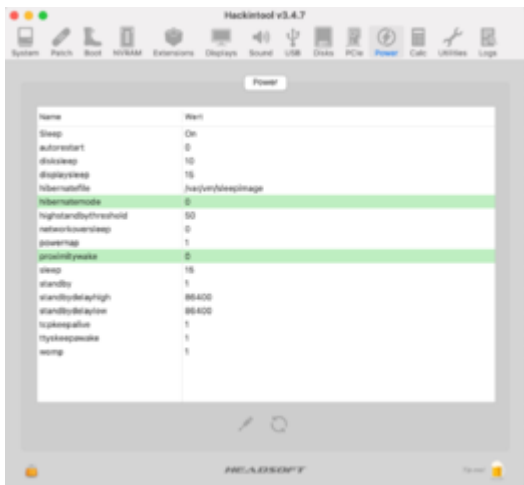 Hackintool v3.4.7
System Patch Boot NVRAM Extensions Displays Sound USB Disks PCIe Power Calc Utilities Logs
Power
Name Wert
Sleep On
autorestart 0
disksleep 10
displaysleep 15
hibernatefile /var/vm/sleepimage
hibernatemode 0
highstandbythreshold 50
networkoversleep 0
powernap 1
proximitywake 0
sleep 15
standby 1
standbydelayhigh 86400
standbydelaylow 86400
tcpkeepalive 1
ttyskeepawake 1
womp 1
HEADSOFT